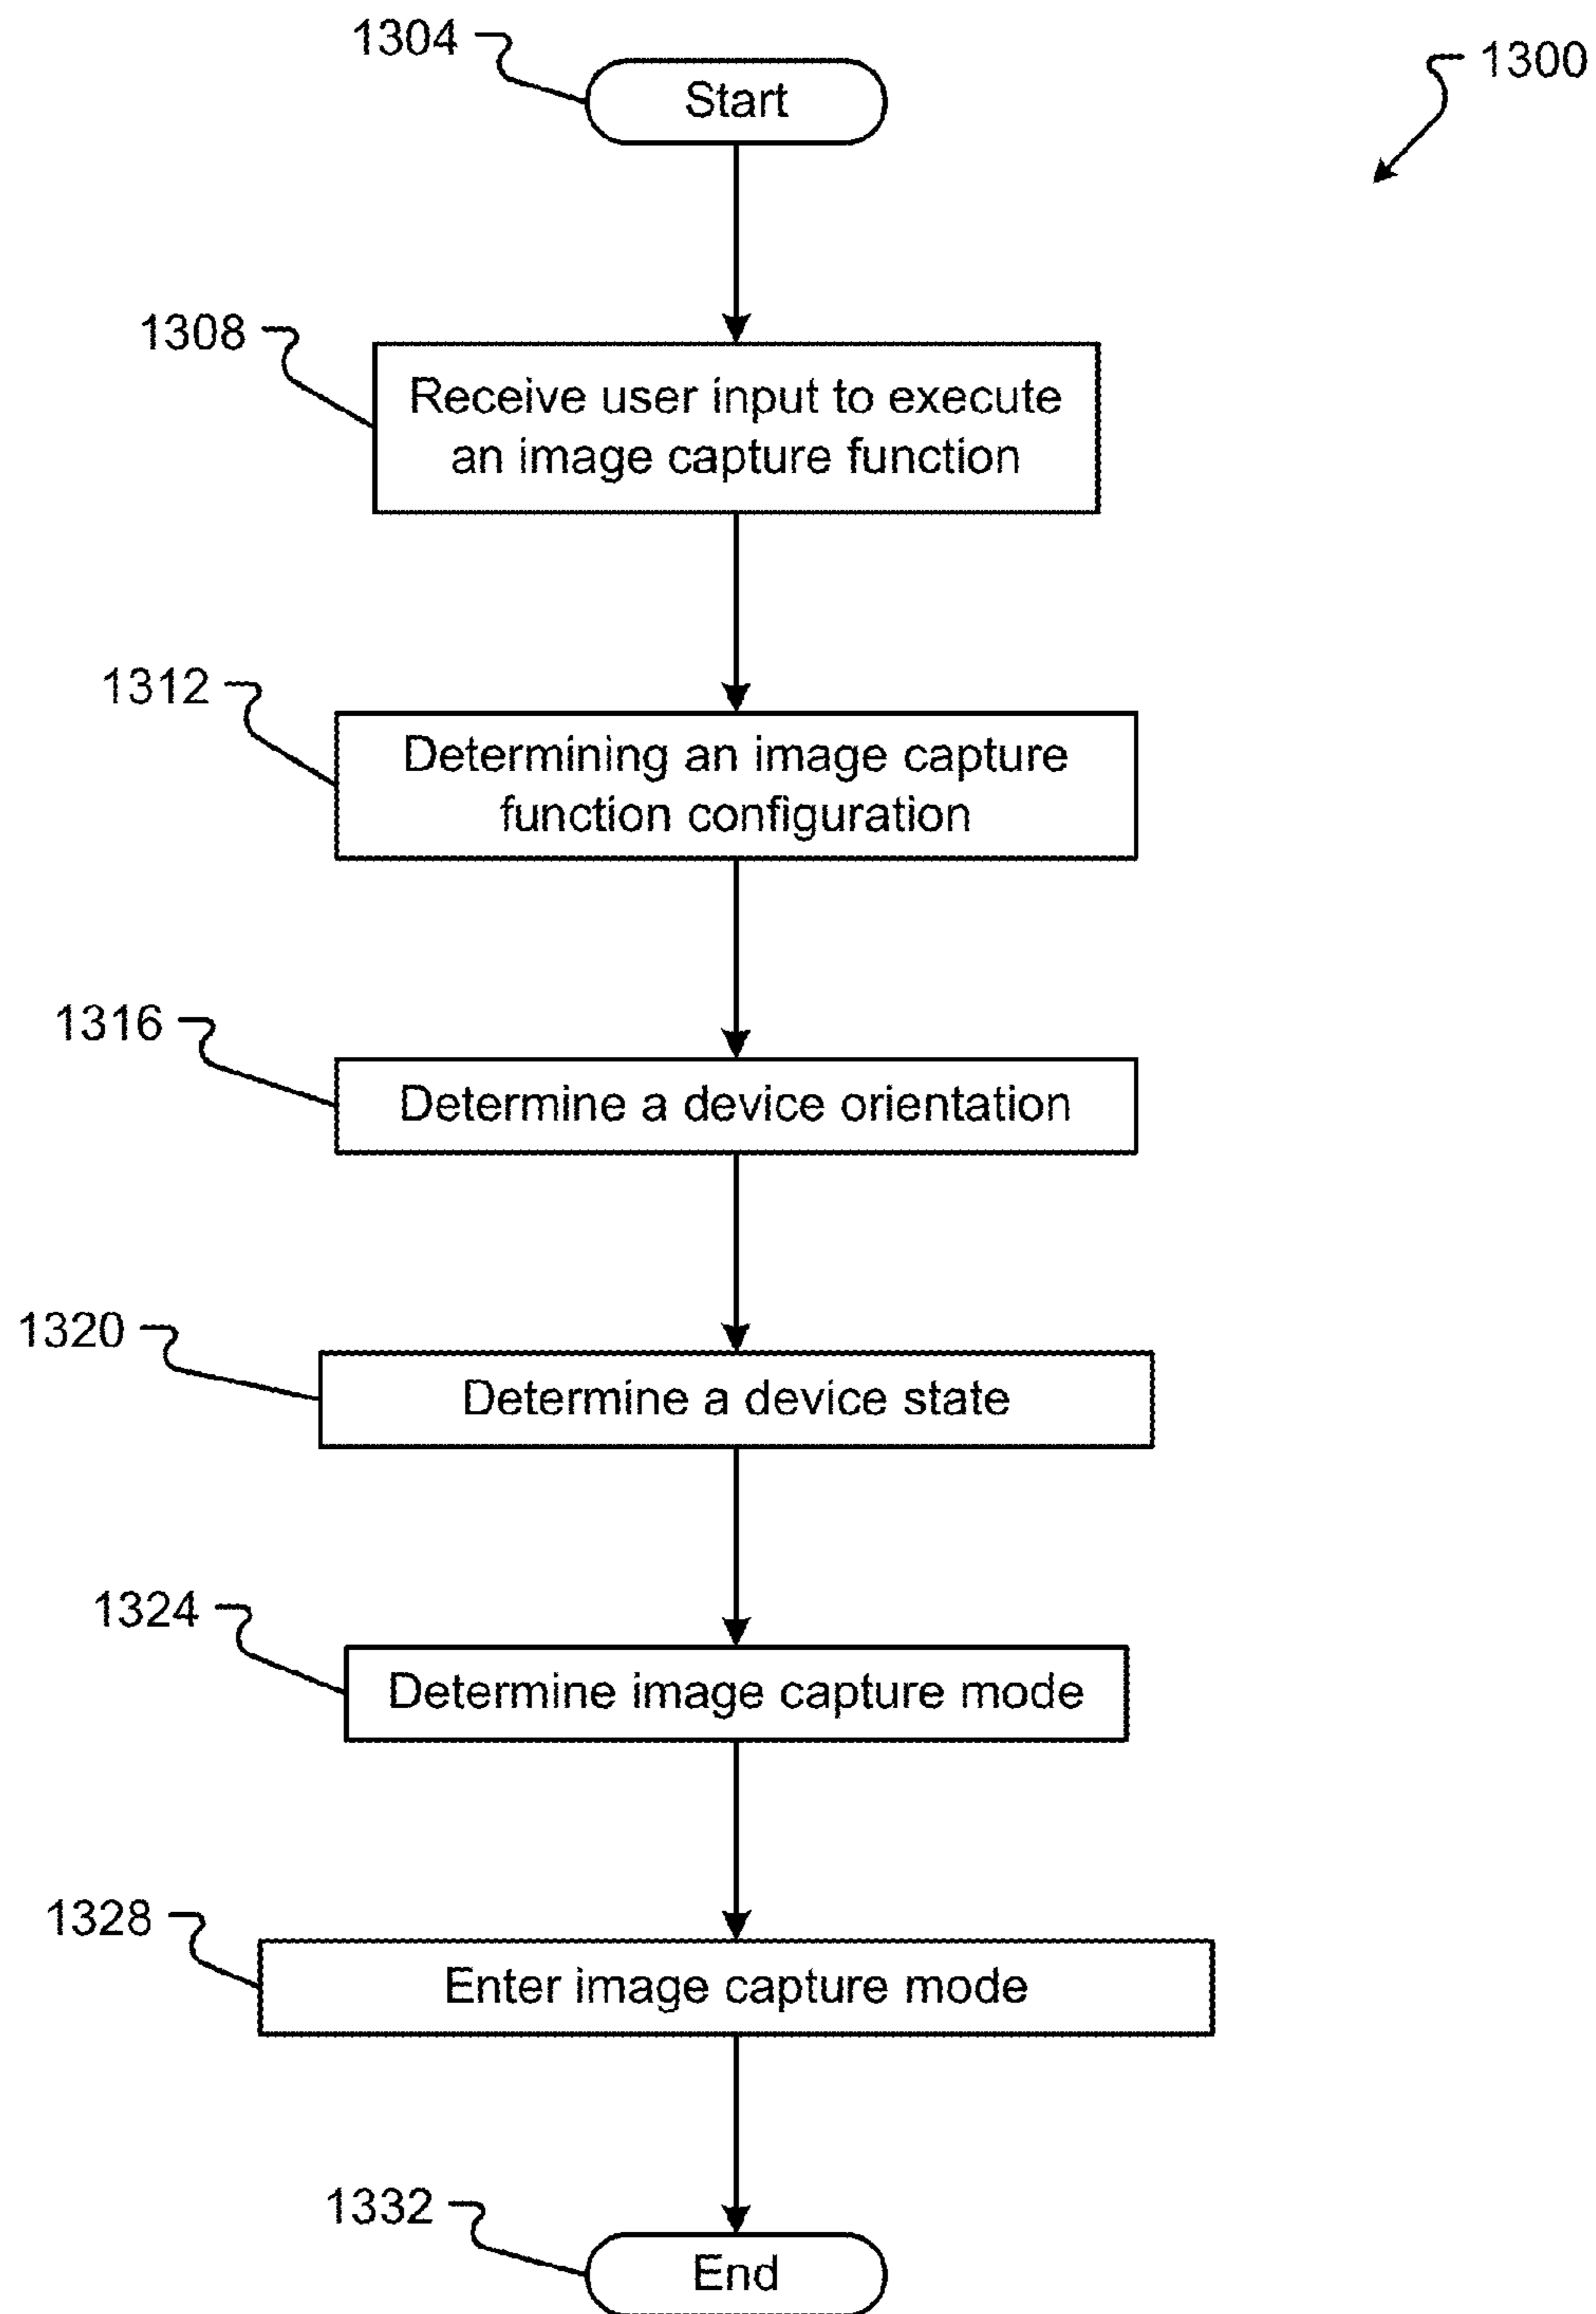 1304
Start
1300
1308
Receive user input to execute
an image capture function
1312
Determining an image capture
function configuration
1316
Determine a device orientation
1320
Determine a device state
1324
Determine image capture mode
1328
Enter image capture mode
1332
End